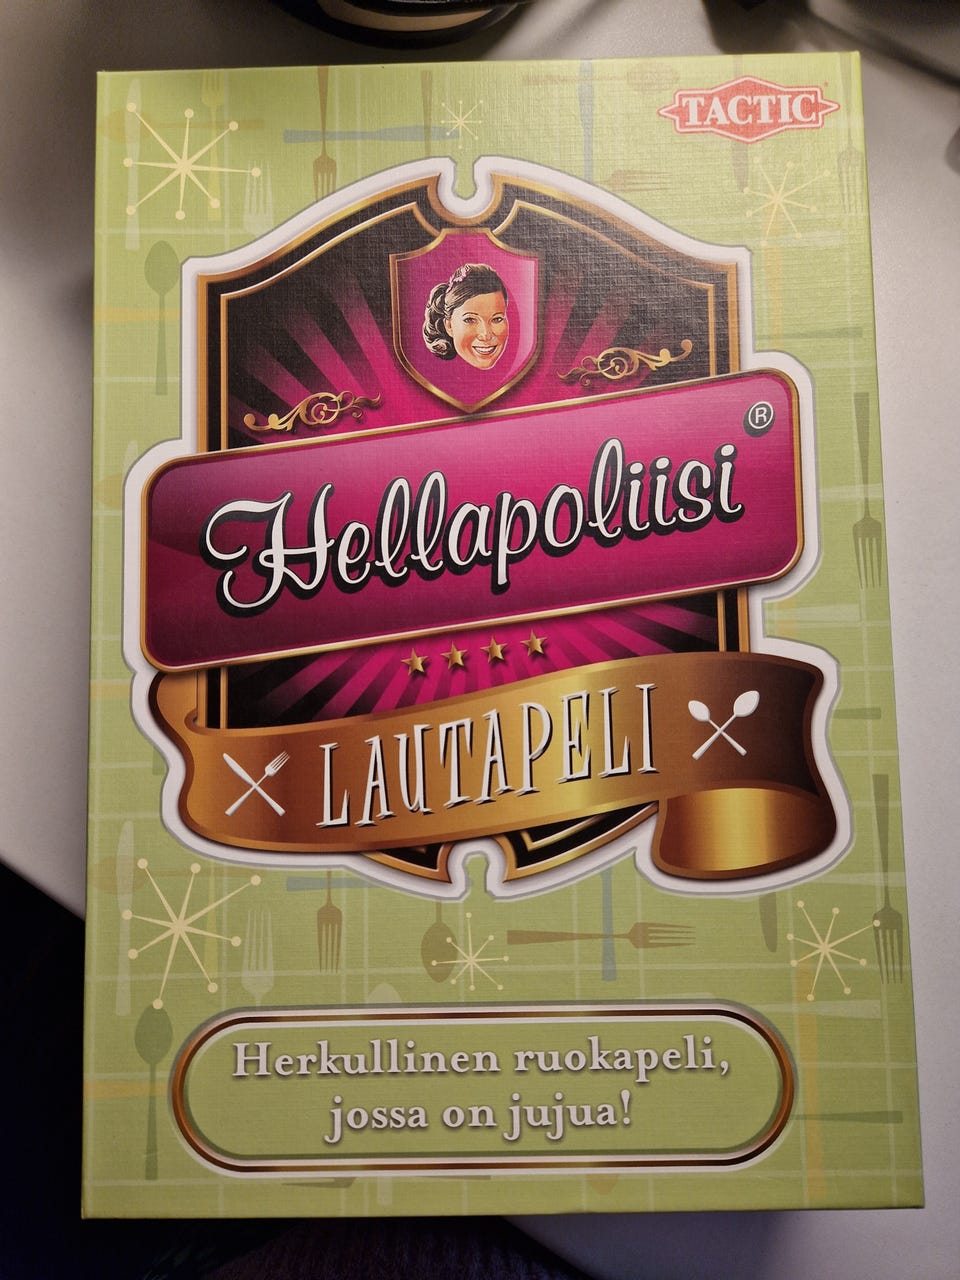 TACTIC
Hellapoliisi®
LAUTAPELI
Herkullinen ruokapeli,
jossa on jujua!